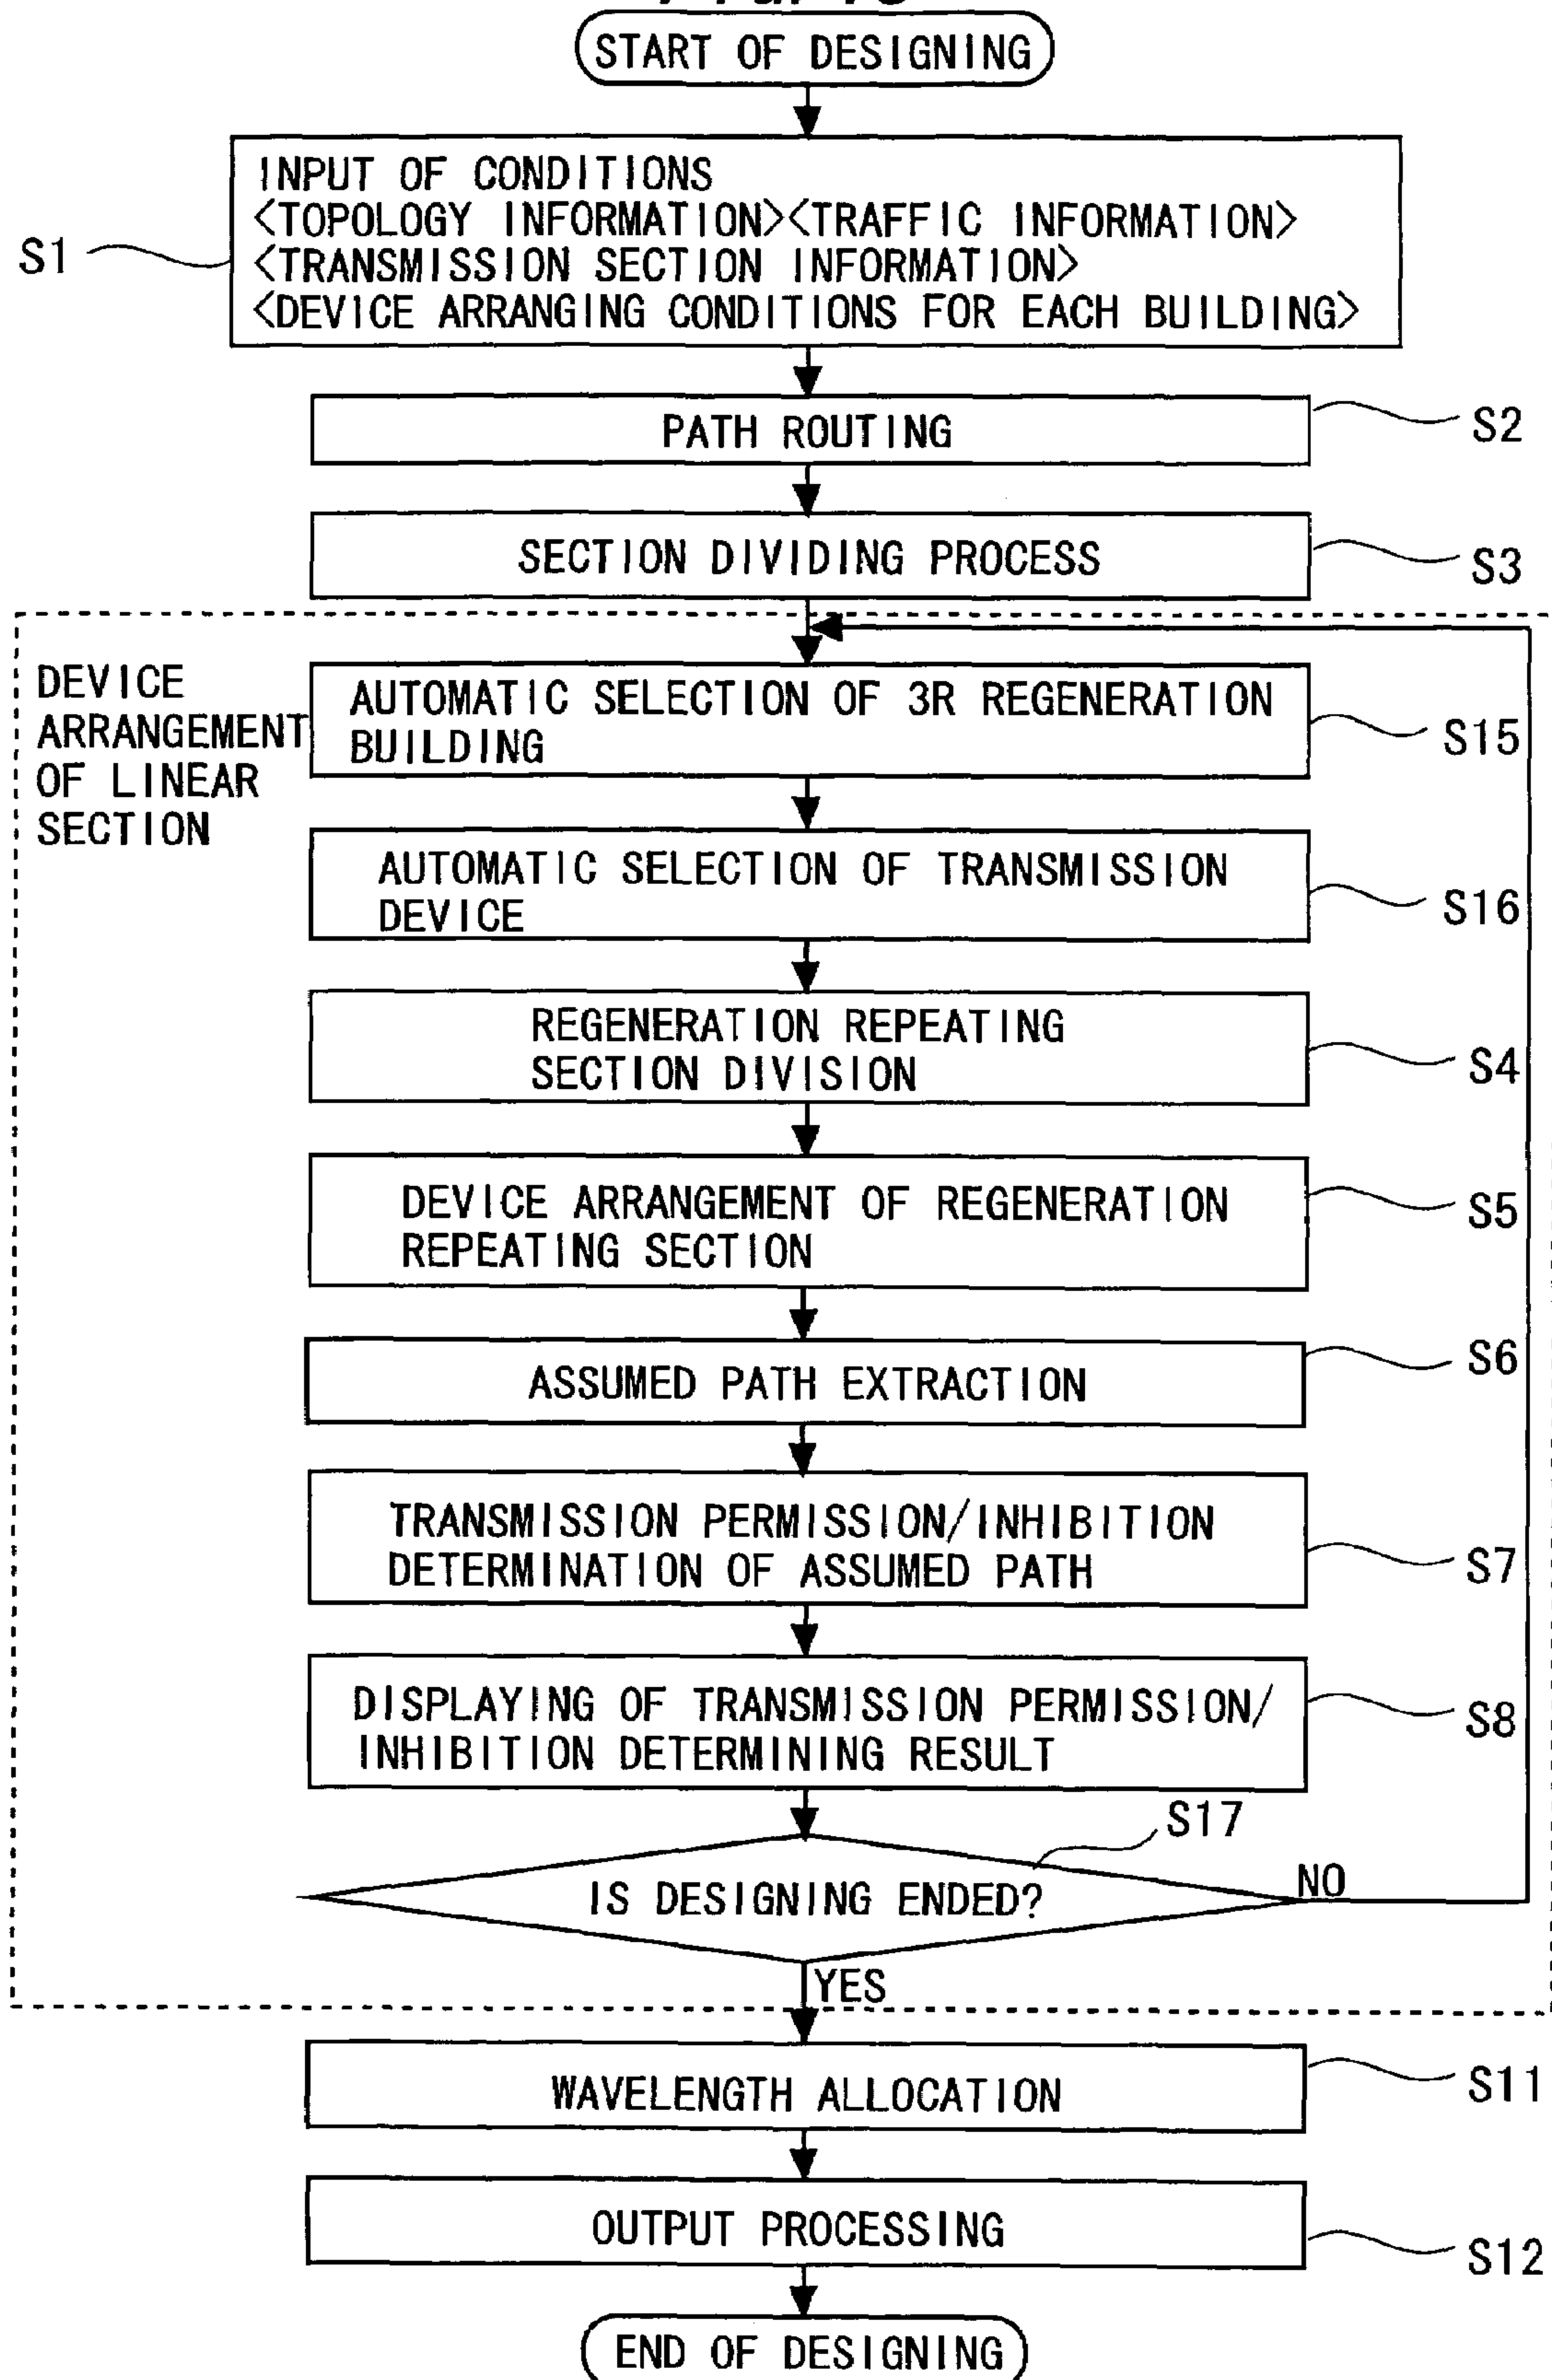 START OF DESIGNING
INPUT OF CONDITIONS
<TOPOLOGY INFORMATION><TRAFFIC INFORMATION>
<TRANSMISSION SECTION INFORMATION>
<DEVICE ARRANGING CONDITIONS FOR EACH BUILDING>
S1
PATH ROUTING
S2
SECTION DIVIDING PROCESS
S3
DEVICE
ARRANGEMENT
OF LINEAR
SECTION
AUTOMATIC SELECTION OF 3R REGENERATION
BUILDING
S15
AUTOMATIC SELECTION OF TRANSMISSION
DEVICE
S16
REGENERATION REPEATING
SECTION DIVISION
S4
DEVICE ARRANGEMENT OF REGENERATION
REPEATING SECTION
S5
ASSUMED PATH EXTRACTION
S6
TRANSMISSION PERMISSION/INHIBITION
DETERMINATION OF ASSUMED PATH
S7
DISPLAYING OF TRANSMISSION PERMISSION/
INHIBITION DETERMINING RESULT
S8
S17
IS DESIGNING ENDED?
NO
YES
WAVELENGTH ALLOCATION
S11
OUTPUT PROCESSING
S12
END OF DESIGNING